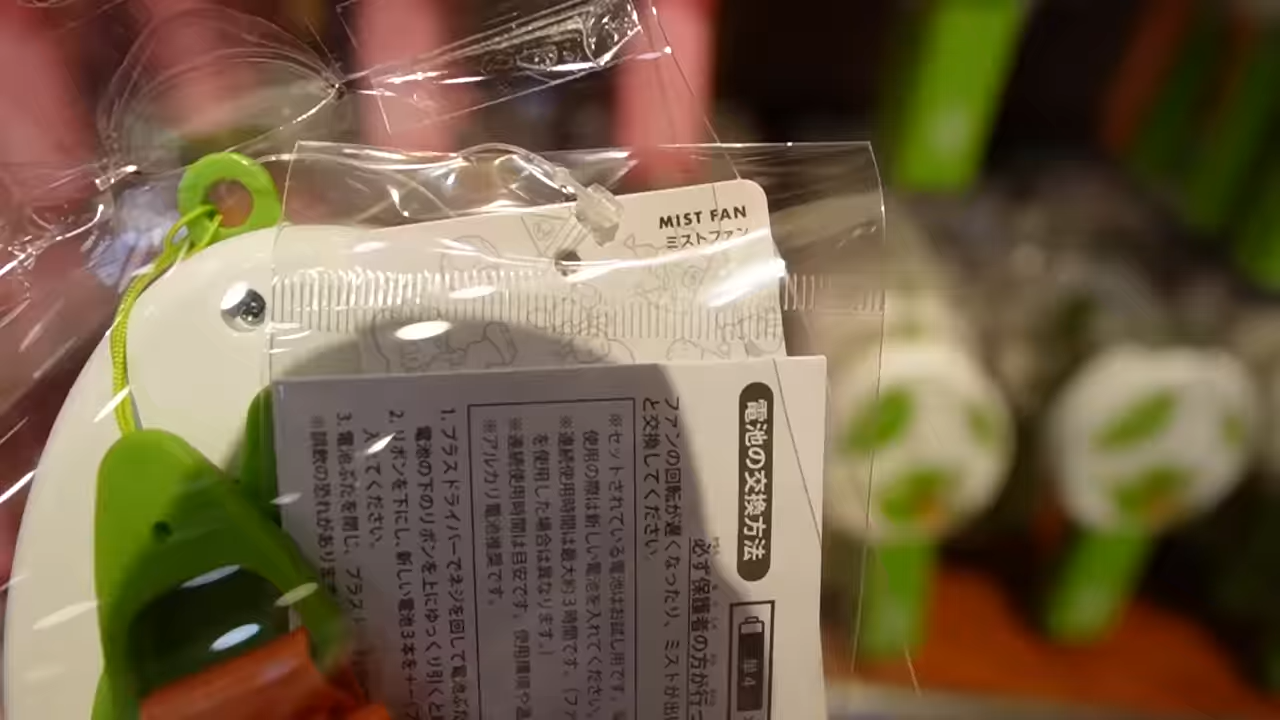 MIST FAN
ミストファン
電池の交換方法
単4
必ず保護者の方が行っ
ファンの回転が遅くなったり、ミストが出
と交換してください。
※セットされている電池はお試し用です。
使用の際は新しい電池を入れてください。
※連続使用時間は最大約3時間です。(ファ
を使用した場合は異なります。)
※連続使用時間は目安です。使用環境や
※アルカリ電池推奨です。
1. プラスドライバーでネジを回して電池ぶた
電池の下のリボンを上にゆっくり引くと
2. リボンを下にし、新しい電池3本を+-(プ
入てください。
3. 電池ぶたを閉じ、プラスド
※誤飲の恐れがあります